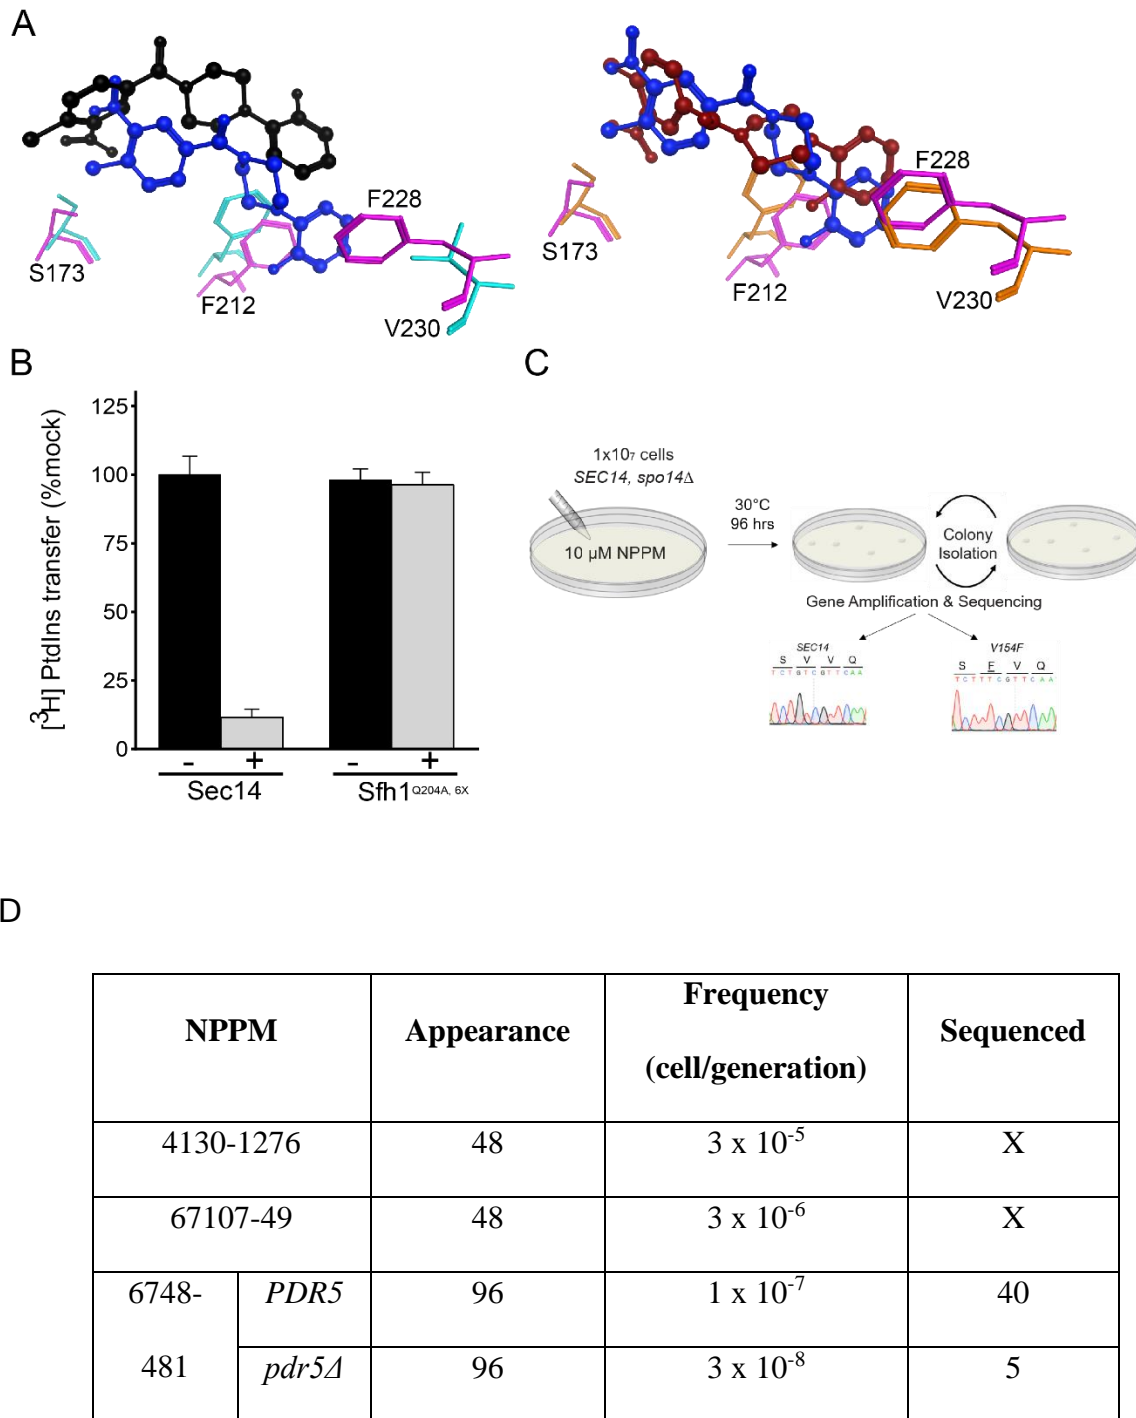 A
S173
F212
F228
V230
S173
F212
F228
V230
B
[³H] PtdIns transfer (%mock)
125
100
75
50
25
0
- + - +
Sec14 Sfh1 Q204A, 6X
C
1x10₇ cells
SEC14, spo14Δ
10 µM NPPM
30°C
96 hrs
Colony
Isolation
Gene Amplification & Sequencing
SEC14
S V V Q
T C T G T C G T T C A A
V154F
S F V Q
T C T T T C G T T C A A
D
NPPM Appearance Frequency (cell/generation) Sequenced
4130-1276 48 3 x 10⁻⁵ X
67107-49 48 3 x 10⁻⁶ X
6748-481 PDR5 96 1 x 10⁻⁷ 40
pdr5Δ 96 3 x 10⁻⁸ 5